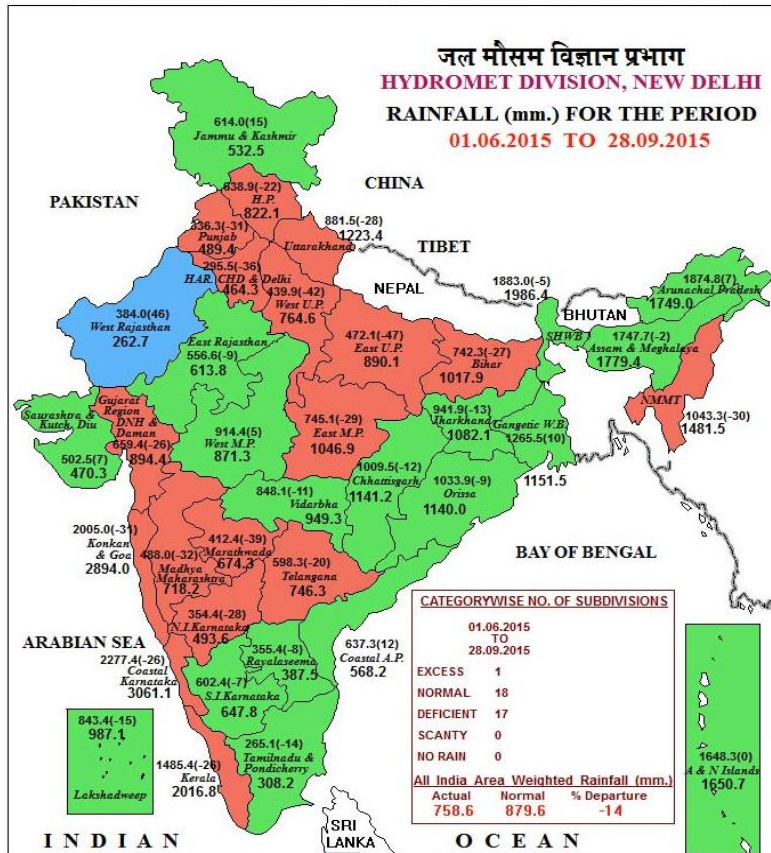 जल मौसम विज्ञान प्रभाग
HYDROMET DIVISION, NEW DELHI
RAINFALL (mm.) FOR THE PERIOD
01.06.2015 TO 28.09.2015
614.0(15)
Jammu & Kashmir
532.5
CHINA
PAKISTAN
638.9(-22)
H.P.
822.1
336.3(-31)
Punjab
489.4
881.5(-28)
1223.4
Uttarakhand
TIBET
295.5(-36)
HAR. CHD & Delhi
464.3
NEPAL
439.9(-42)
West U.P.
764.6
1883.0(-5)
1986.4
SHWB
BHUTAN
1874.8(7)
Arunachal Pradesh
1749.0
384.0(46)
West Rajasthan
262.7
East Rajasthan
556.6(-9)
613.8
472.1(-47)
East U.P.
890.1
742.3(-27)
Bihar
1017.9
1747.7(-2)
Assam & Meghalaya
1779.4
NMMT
1043.3(-30)
1481.5
Saurashtra &
Kutch, Diu
502.5(7)
470.3
Gujarat
Region
DNH &
Daman
659.4(-26)
894.4
914.4(5)
West M.P.
871.3
745.1(-29)
East M.P.
1046.9
941.9(-13)
Jharkhand
1082.1
Gangetic W.B.
1265.5(10)
1151.5
1009.5(-12)
Chhattisgarh
1141.2
1033.9(-9)
Orissa
1140.0
848.1(-11)
Vidarbha
949.3
2005.0(-31)
Konkan
& Goa
2894.0
412.4(-39)
Marathwada
674.3
488.0(-32)
Madhya
Maharashtra
718.2
598.3(-20)
Telangana
746.3
BAY OF BENGAL
354.4(-28)
N.I.Karnataka
493.6
ARABIAN SEA
2277.4(-26)
Coastal
Karnataka
3061.1
355.4(-8)
Rayalaseema
387.5
637.3(12)
Coastal A.P.
568.2
602.4(-7)
S.I.Karnataka
647.8
843.4(-15)
987.1
Lakshadweep
1485.4(-26)
Kerala
2016.8
265.1(-14)
Tamilnadu &
Pondicherry
308.2
CATEGORYWISE NO. OF SUBDIVISIONS
01.06.2015
TO
28.09.2015
EXCESS 1
NORMAL 18
DEFICIENT 17
SCANTY 0
NO RAIN 0
All India Area Weighted Rainfall (mm.)
Actual Normal % Departure
758.6 879.6 -14
1648.3(0)
A & N Islands
1650.7
SRI
LANKA
INDIAN OCEAN